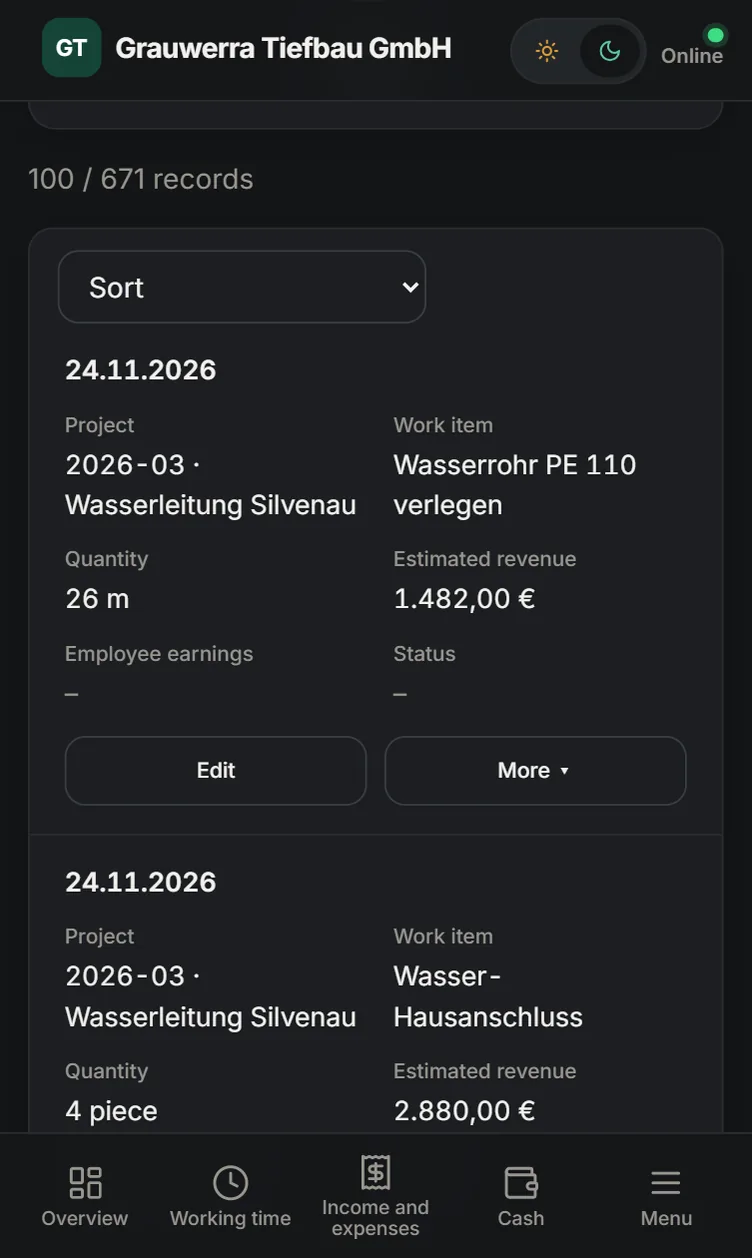 GT Grauwerra Tiefbau GmbH
Online
100 / 671 records
Sort
24.11.2026
Project
2026-03 ·
Wasserleitung Silvenau
Work item
Wasserrohr PE 110
verlegen
Quantity
26 m
Estimated revenue
1.482,00 €
Employee earnings
–
Status
–
Edit
More ▾
24.11.2026
Project
2026-03 ·
Wasserleitung Silvenau
Work item
Wasser-
Hausanschluss
Quantity
4 piece
Estimated revenue
2.880,00 €
Overview
Working time
Income and
expenses
Cash
Menu